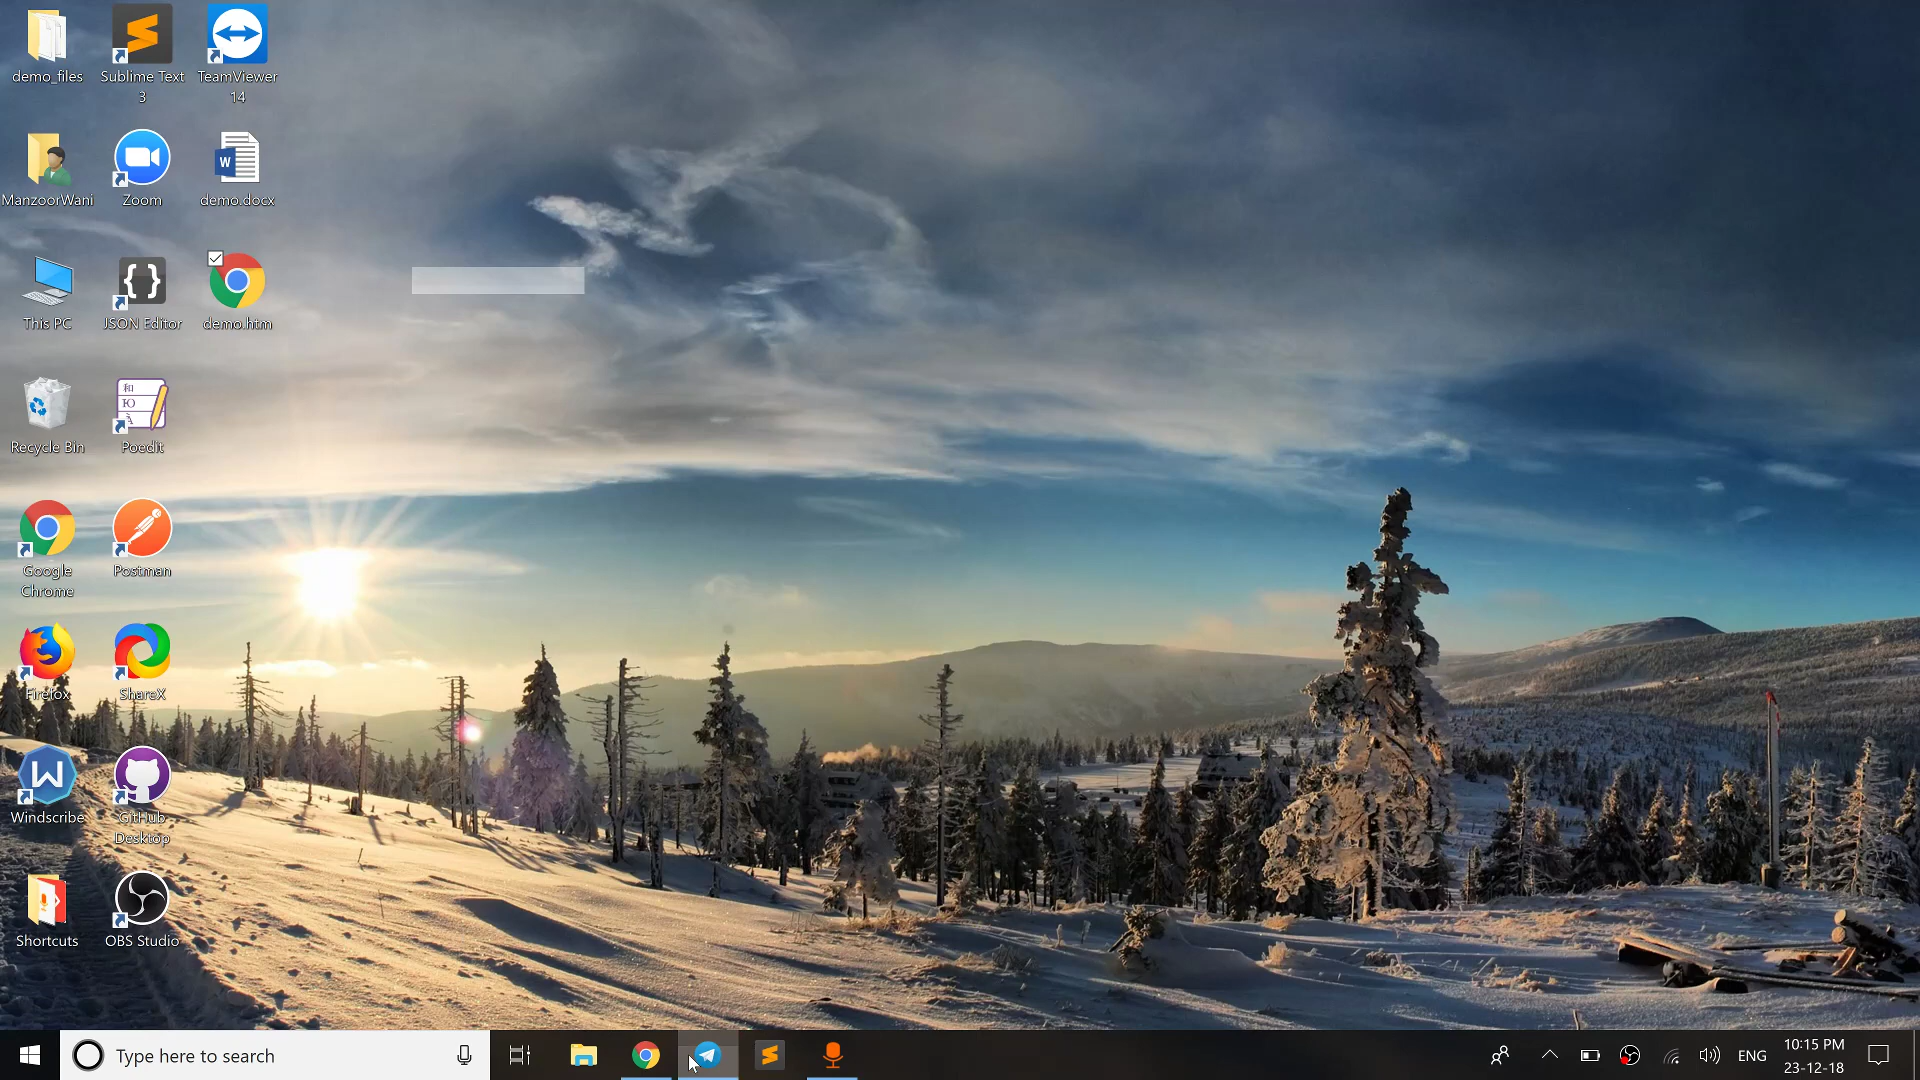 demo_files
Sublime Text
3
TeamViewer
14
ManzoorWani
Zoom
W
demo.docx
This PC
{ }
JSON Editor
demo.htm
Recycle Bin
和
Ю
Ã
Poedit
Google
Chrome
Postman
Firefox
ShareX
W
Windscribe
GitHub
Desktop
Shortcuts
OBS Studio
Type here to search
ENG
10:15 PM
23-12-18